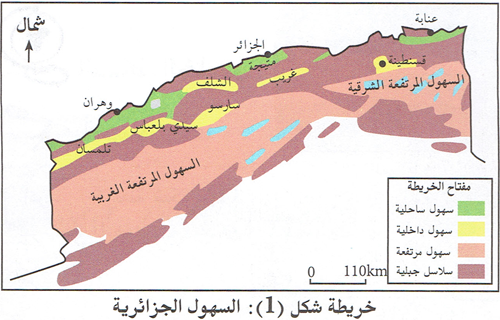 شمال
عنابة
الجزائر
متيجة
قسنطينة
الشلف
غريب
السهول المرتفعة الشرقية
سارسو
وهران
سيدي بلعباس
تلمسان
السهول المرتفعة الغربية
مفتاح الخريطة
سهول ساحلية
سهول داخلية
سهول مرتفعة
سلاسل جبلية
0 110km
خريطة شكل (1): السهول الجزائرية